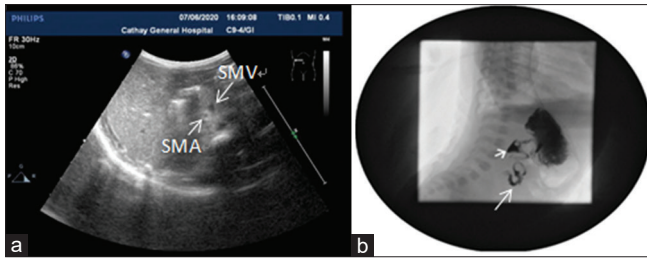 PHILIPS
07/06/2020 16:09:08 TIB0.1 MI 0.4
Cathay General Hospital C9-4/GI
FR 30Hz
10cm
2D
98%
C 70
P High
Res
SMV↵
SMA
a
b